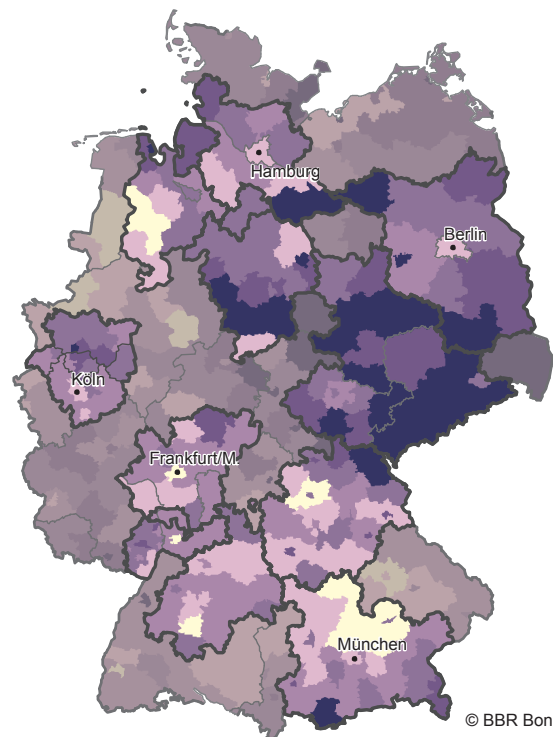 Hamburg
Berlin
Köln
Frankfurt/M.
München
© BBR Bon